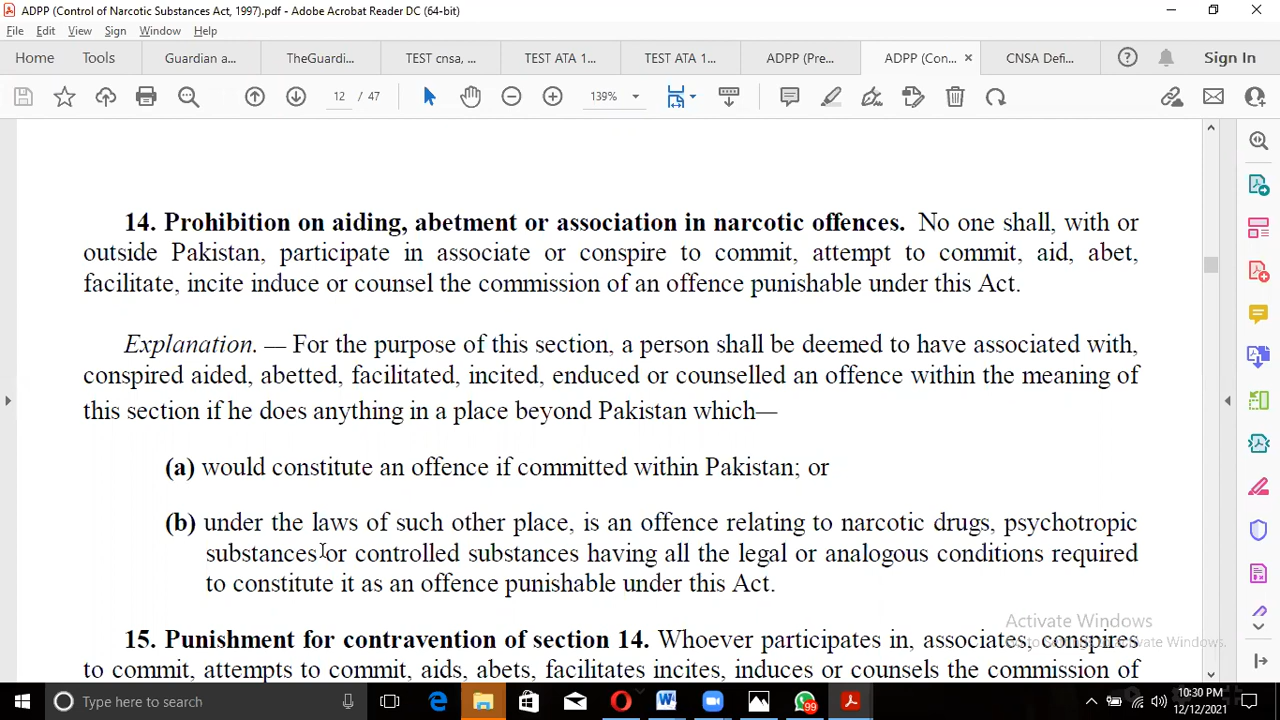 ADPP (Control of Narcotic Substances Act, 1997).pdf - Adobe Acrobat Reader DC (64-bit)
File Edit View Sign Window Help
Home Tools Guardian a... TheGuardi... TEST cnsa, ... TEST ATA 1... TEST ATA 1... ADPP (Pre... ADPP (Con... CNSA Defi... Sign In
12 / 47 139%
14. Prohibition on aiding, abetment or association in narcotic offences. No one shall, with or
outside Pakistan, participate in associate or conspire to commit, attempt to commit, aid, abet,
facilitate, incite induce or counsel the commission of an offence punishable under this Act.
Explanation. — For the purpose of this section, a person shall be deemed to have associated with,
conspired aided, abetted, facilitated, incited, enduced or counselled an offence within the meaning of
this section if he does anything in a place beyond Pakistan which—
(a) would constitute an offence if committed within Pakistan; or
(b) under the laws of such other place, is an offence relating to narcotic drugs, psychotropic
substances or controlled substances having all the legal or analogous conditions required
to constitute it as an offence punishable under this Act.
Activate Windows
15. Punishment for contravention of section 14. Whoever participates in, associates, conspires
Go to Settings to activate Windows.
to commit, attempts to commit, aids, abets, facilitates incites, induces or counsels the commission of
Type here to search
99
10:30 PM
12/12/2021